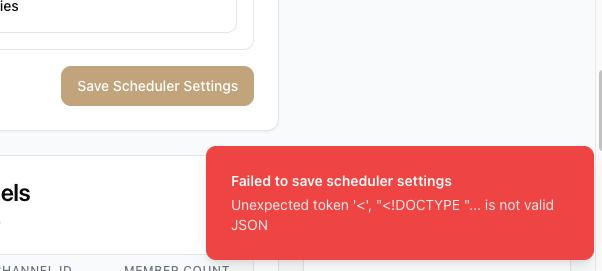 ies
Save Scheduler Settings
Failed to save scheduler settings
Unexpected token '<', "<!DOCTYPE "... is not valid
JSON
els
CHANNEL ID MEMBER COUNT